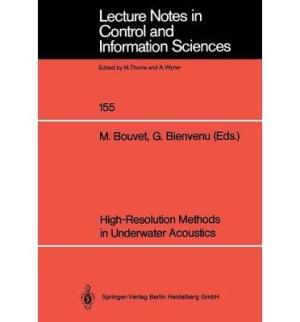 Lecture Notes in
Control and
Information Sciences
Edited by M.Thoma and A.Wyner
155
M. Bouvet, G. Bienvenu (Eds.)
High-Resolution Methods
in Underwater Acoustics
Springer-Verlag Berlin Heidelberg GmbH